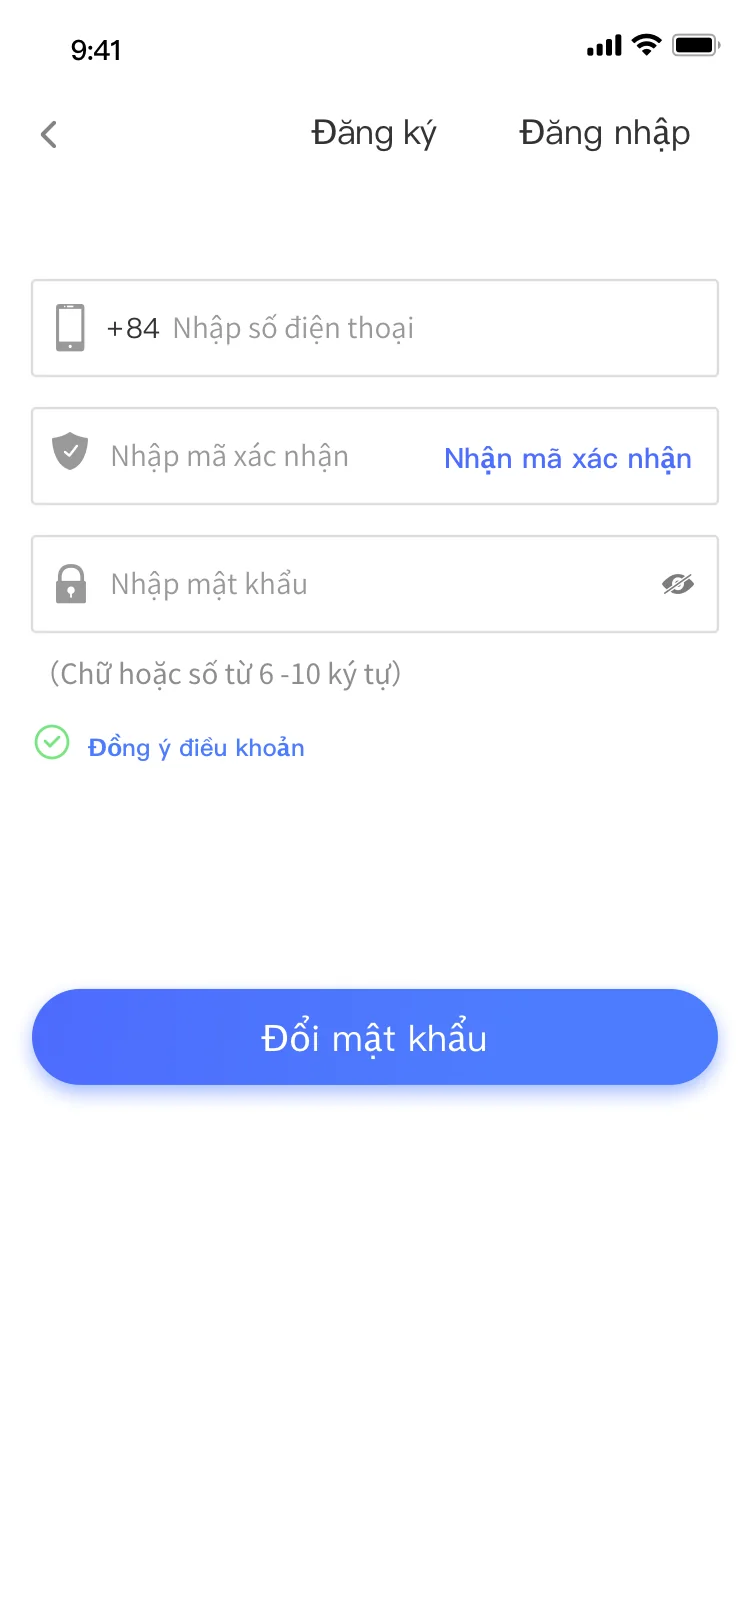 9:41
Đăng ký Đăng nhập
+84 Nhập số điện thoại
Nhập mã xác nhận Nhận mã xác nhận
Nhập mật khẩu
(Chữ hoặc số từ 6 -10 ký tự)
Đồng ý điều khoản
Đổi mật khẩu